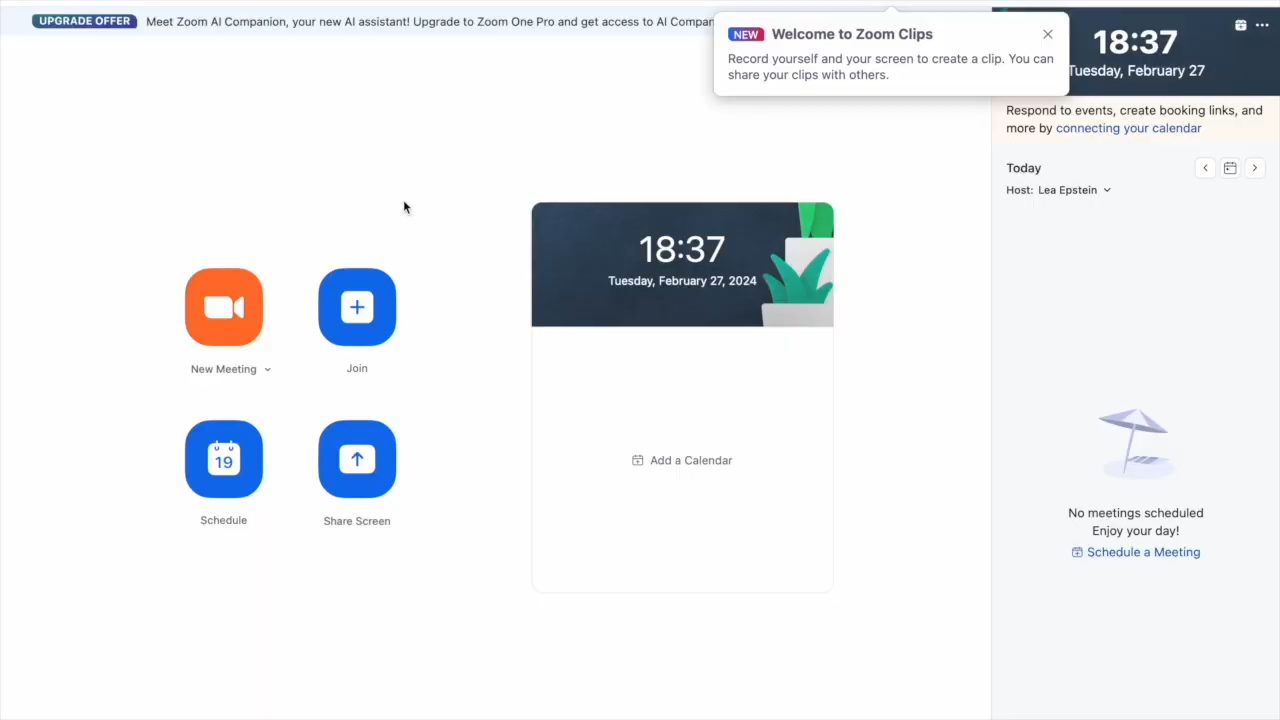 UPGRADE OFFER Meet Zoom AI Companion, your new AI assistant! Upgrade to Zoom One Pro and get access to AI
NEW Welcome to Zoom Clips
Record yourself and your screen to create a clip. You can
share your clips with others.
18:37
Tuesday, February 27
Respond to events, create booking links, and
more by connecting your calendar
Today
Host: Lea Epstein
18:37
Tuesday, February 27, 2024
New Meeting
Join
Add a Calendar
19
Schedule
Share Screen
No meetings scheduled
Enjoy your day!
Schedule a Meeting